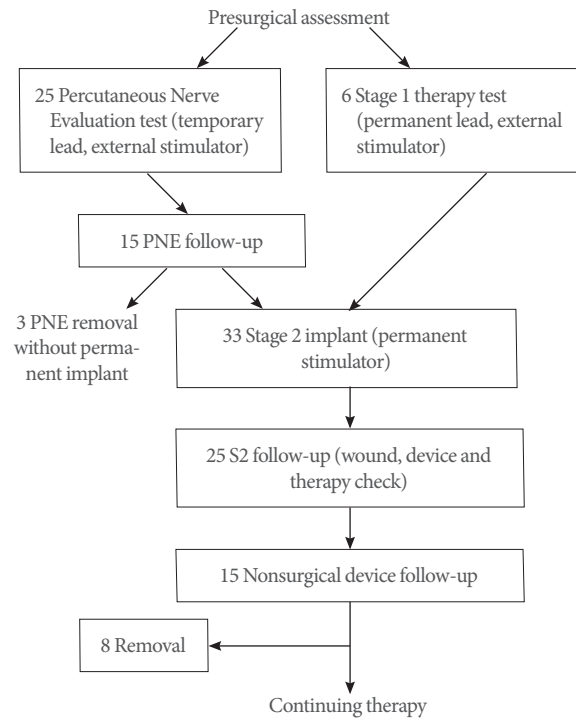 Presurgical assessment
25 Percutaneous Nerve
Evaluation test (temporary
lead, external stimulator)
6 Stage 1 therapy test
(permanent lead, external
stimulator)
15 PNE follow-up
3 PNE removal
without perma-
nent implant
33 Stage 2 implant (permanent
stimulator)
25 S2 follow-up (wound, device and
therapy check)
15 Nonsurgical device follow-up
8 Removal
Continuing therapy